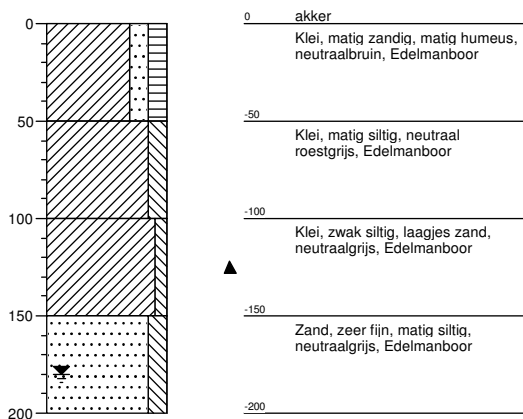 0
50
100
150
200
0
akker
Klei, matig zandig, matig humeus,
neutraalbruin, Edelmanboor
-50
Klei, matig siltig, neutraal
roestgrijs, Edelmanboor
-100
Klei, zwak siltig, laagjes zand,
neutraalgrijs, Edelmanboor
-150
Zand, zeer fijn, matig siltig,
neutraalgrijs, Edelmanboor
-200